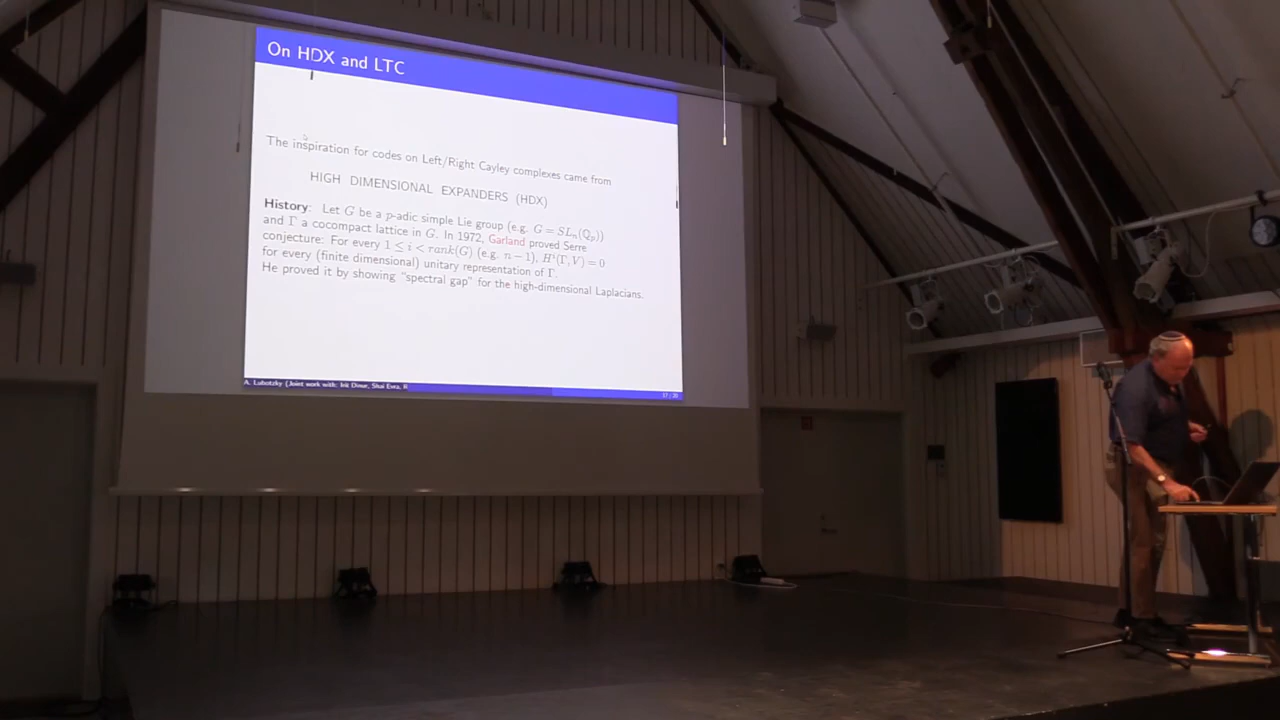 On HDX and LTC
The inspiration for codes on Left/Right Cayley complexes came from
HIGH DIMENSIONAL EXPANDERS (HDX)
History: Let G be a p-adic simple Lie group (e.g. G = SLₙ(ℚₚ))
and Γ a cocompact lattice in G. In 1972, Garland proved Serre
conjecture: For every 1 ≤ i < rank(G) (e.g. n − 1), Hⁱ(Γ, V) = 0
for every (finite dimensional) unitary representation of Γ.
He proved it by showing "spectral gap" for the high-dimensional Laplacians.
A. Lubotzky (Joint work with: Irit Dinur, Shai Evra, R